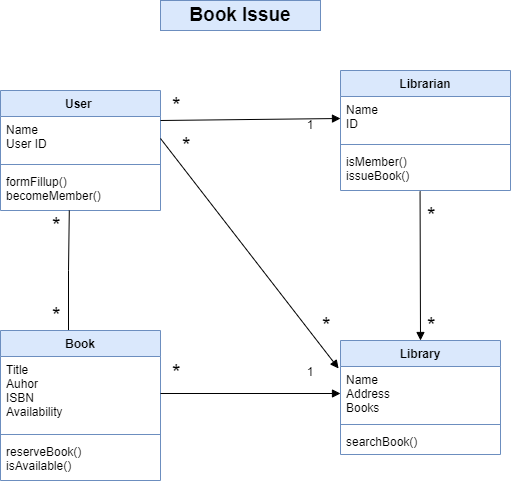 Book Issue
User
Name
User ID
formFillup()
becomeMember()
*
1
*
Librarian
Name
ID
isMember()
issueBook()
*
*
*
*
*
Book
Title
Auhor
ISBN
Availability
reserveBook()
isAvailable()
*
1
Library
Name
Address
Books
searchBook()